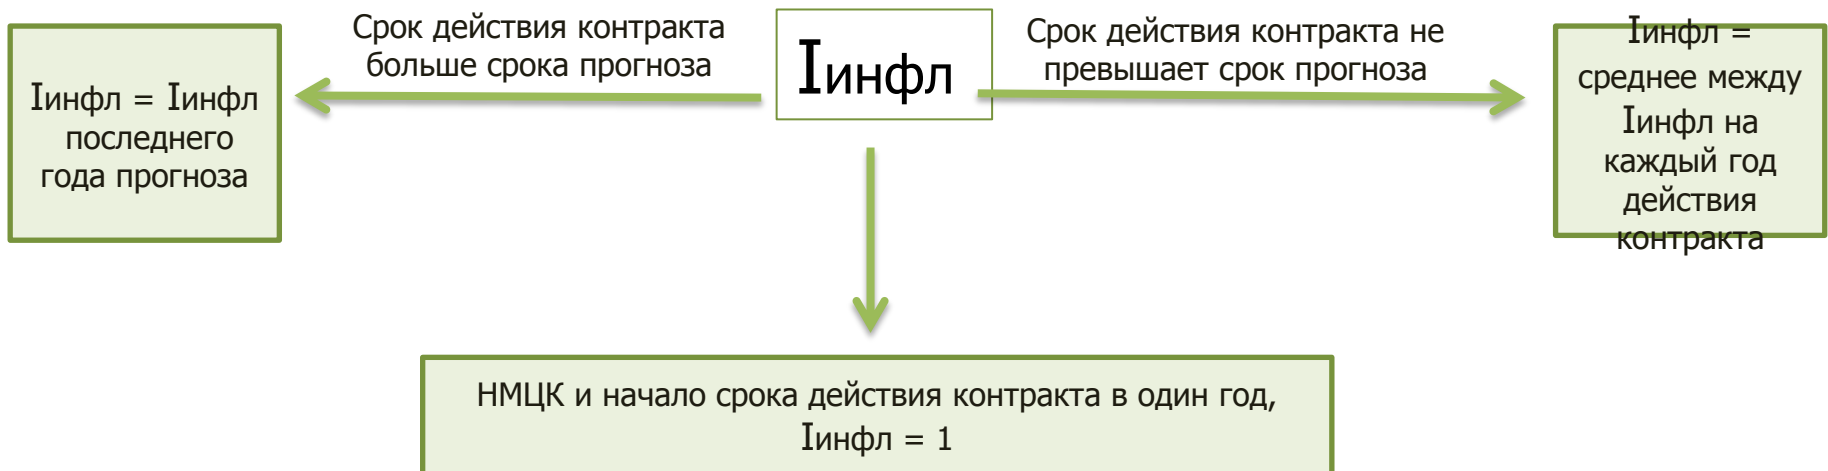 Iинфл = Iинфл
последнего
года прогноза
Срок действия контракта
больше срока прогноза
Iинфл
Срок действия контракта не
превышает срок прогноза
Iинфл =
среднее между
Iинфл на
каждый год
действия
контракта
НМЦК и начало срока действия контракта в один год,
Iинфл = 1